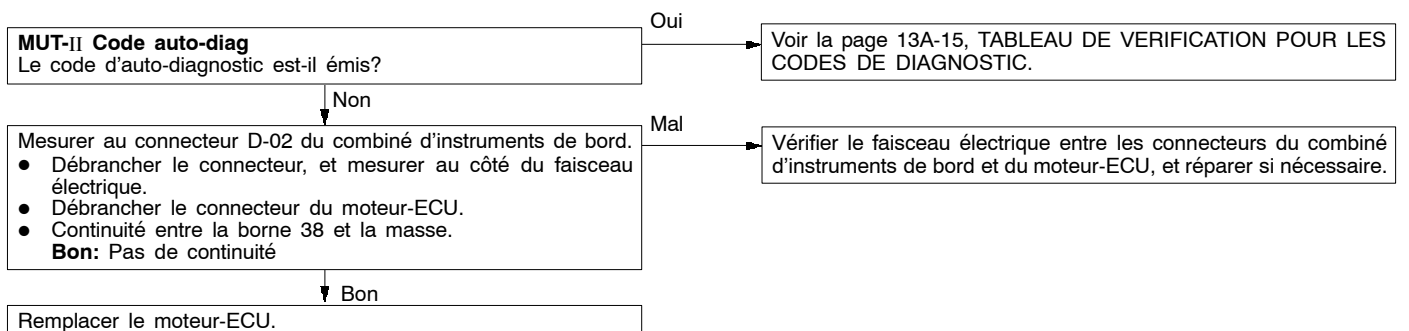 MUT-II Code auto-diag
Le code d'auto-diagnostic est-il émis?
Oui
Voir la page 13A-15, TABLEAU DE VERIFICATION POUR LES
CODES DE DIAGNOSTIC.
Non
Mesurer au connecteur D-02 du combiné d'instruments de bord.
● Débrancher le connecteur, et mesurer au côté du faisceau
électrique.
● Débrancher le connecteur du moteur-ECU.
● Continuité entre la borne 38 et la masse.
Bon: Pas de continuité
Mal
Vérifier le faisceau électrique entre les connecteurs du combiné
d'instruments de bord et du moteur-ECU, et réparer si nécessaire.
Bon
Remplacer le moteur-ECU.